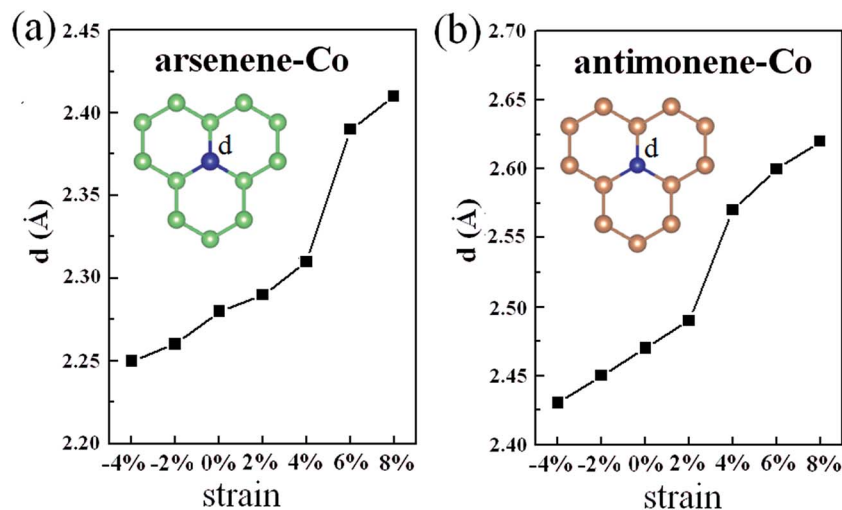 (a)
arsenene-Co
d
d (Å)
2.45
2.40
2.35
2.30
2.25
2.20
-4% -2% 0% 2% 4% 6% 8%
strain
(b)
antimonene-Co
d
d (Å)
2.70
2.65
2.60
2.55
2.50
2.45
2.40
-4% -2% 0% 2% 4% 6% 8%
strain